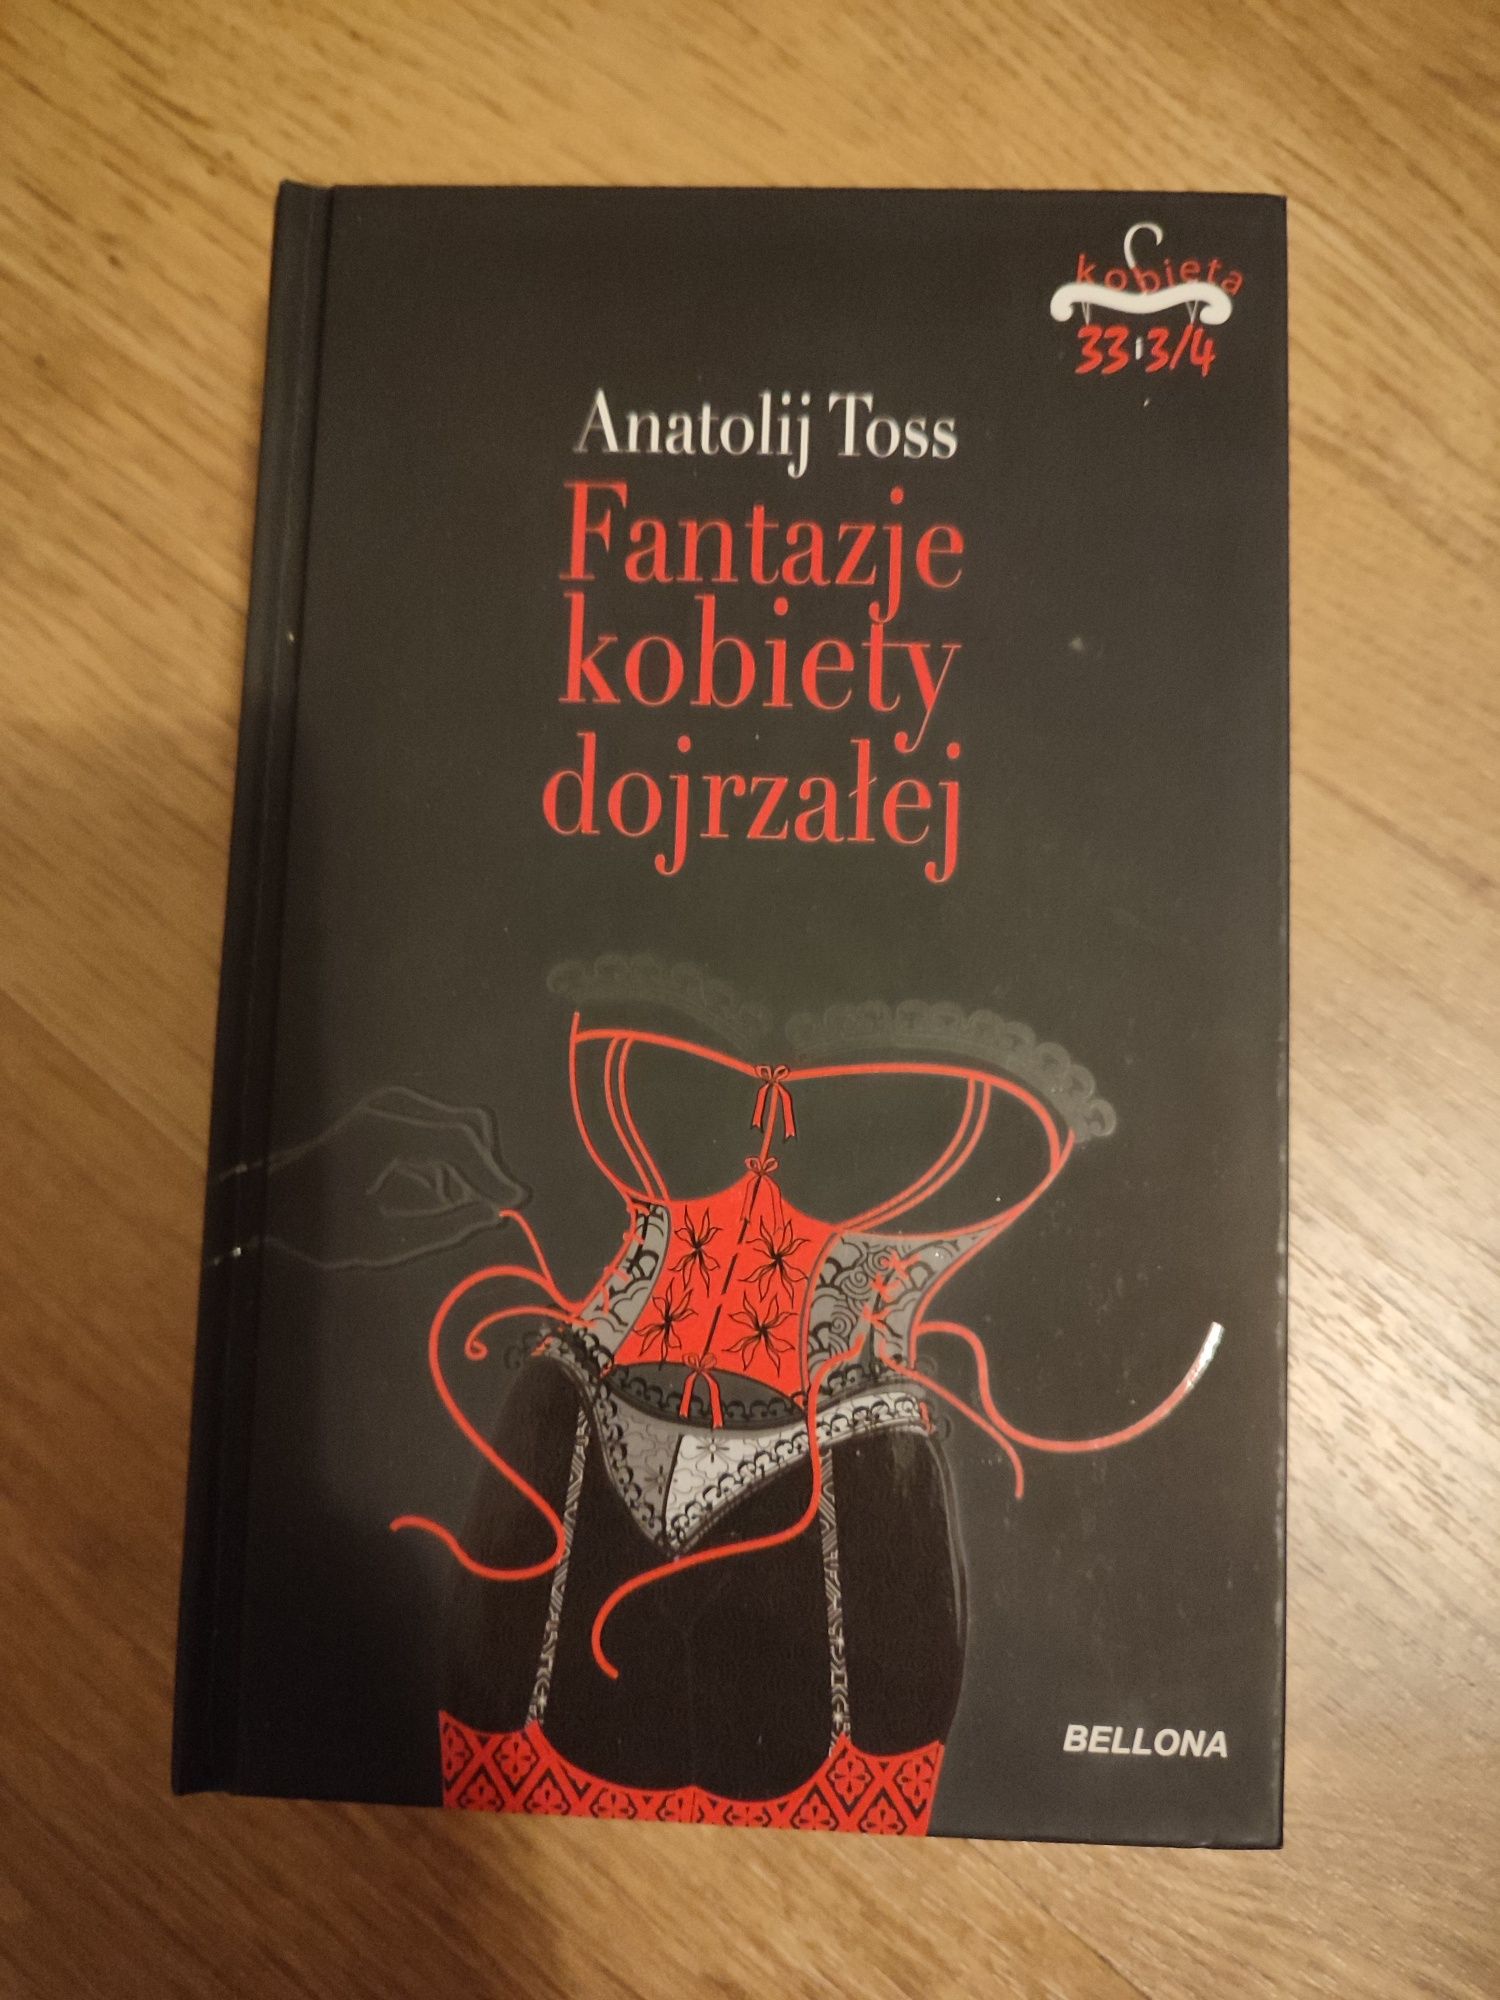 kobieta
33 i 3/4
Anatolij Toss
Fantazje
kobiety
dojrzałej
BELLONA